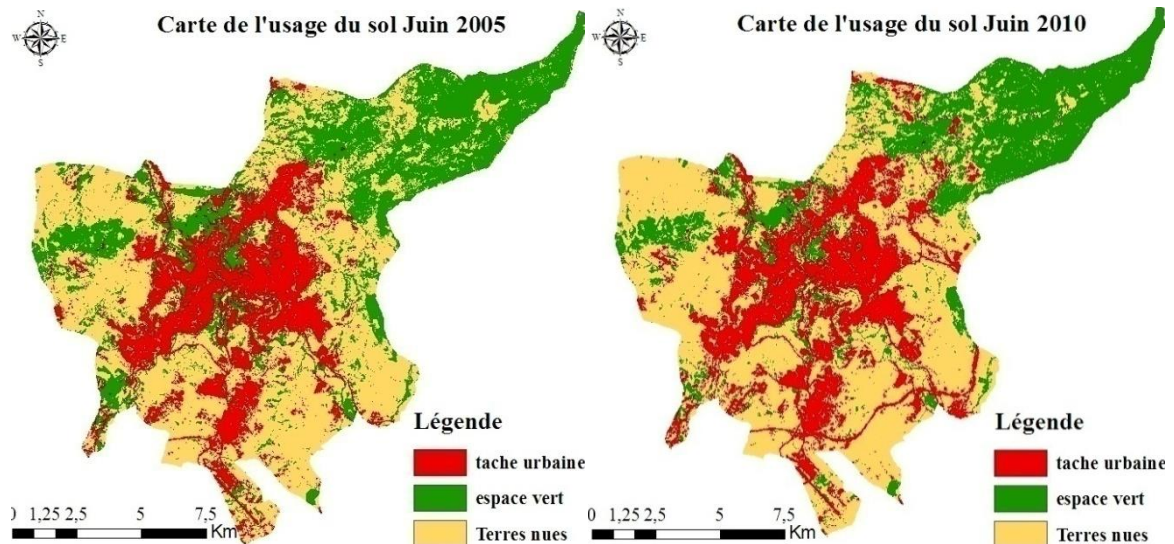 Carte de l'usage du sol Juin 2005
N
W E
S
Légende
tache urbaine
espace vert
Terres nues
0 1,25 2,5 5 7,5
Km
Carte de l'usage du sol Juin 2010
N
W E
S
Légende
tache urbaine
espace vert
Terres nues
0 1,25 2,5 5 7,5
Km